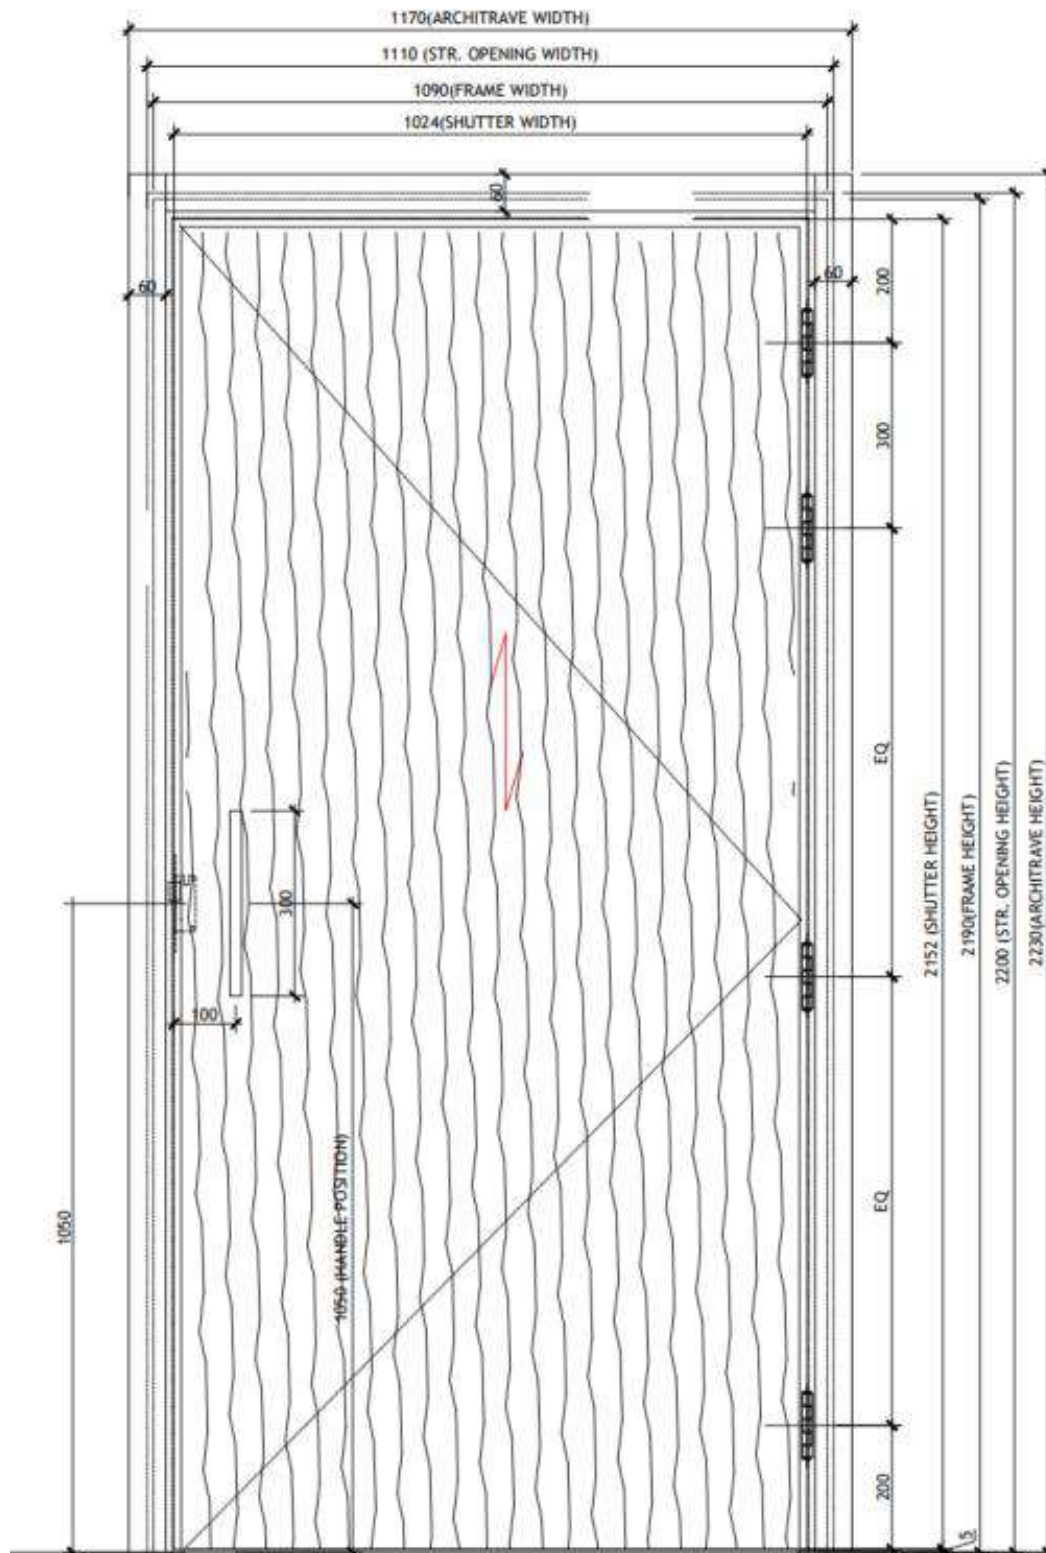 1170(ARCHITRAVE WIDTH)
1110 (STR. OPENING WIDTH)
1090(FRAME WIDTH)
1024(SHUTTER WIDTH)
60
60
60
200
300
EQ
2152 (SHUTTER HEIGHT)
2190(FRAME HEIGHT)
2200 (STR. OPENING HEIGHT)
2230(ARCHITRAVE HEIGHT)
300
100
1050 (HANDLE POSITION)
1050
EQ
200
5